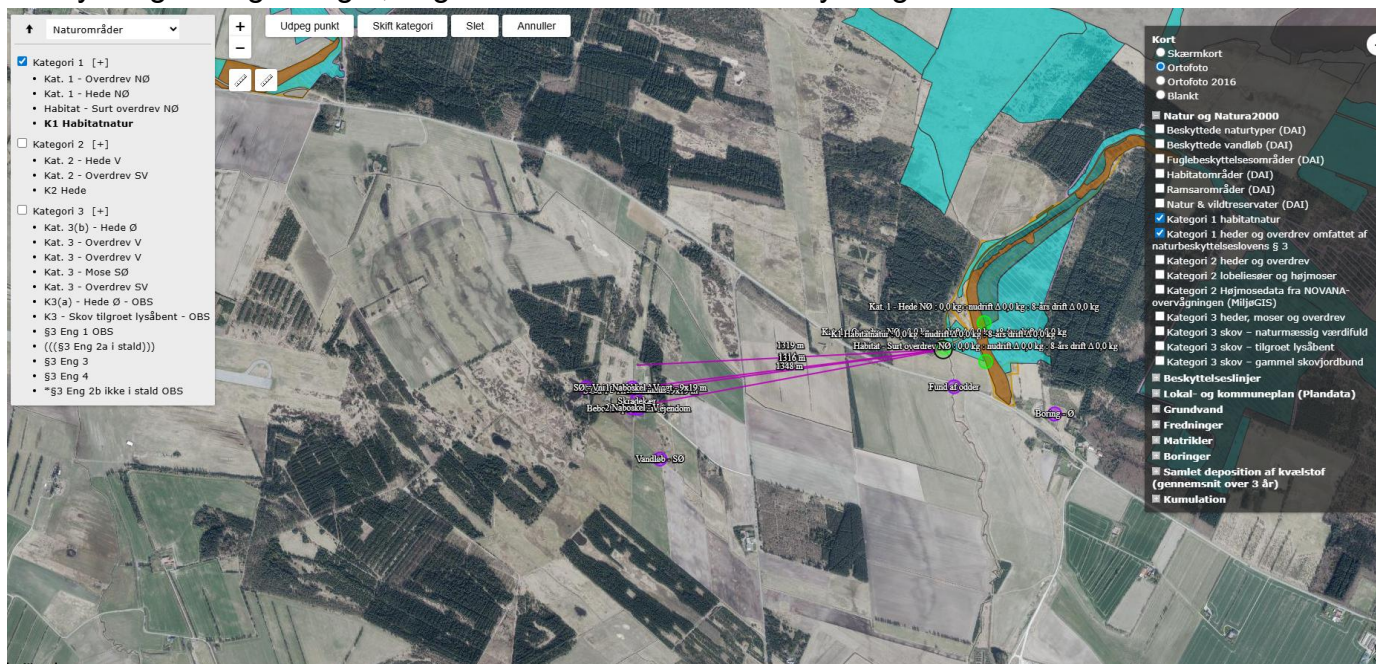 Naturområder
Kategori 1 [+]
Kat. 1 - Overdrev NØ
Kat. 1 - Hede NØ
Habitat - Surt overdrev NØ
K1 Habitatnatur
Kategori 2 [+]
Kat. 2 - Hede V
Kat. 2 - Overdrev SV
K2 Hede
Kategori 3 [+]
Kat. 3(b) - Hede Ø
Kat. 3 - Overdrev V
Kat. 3 - Overdrev V
Kat. 3 - Mose SØ
Kat. 3 - Overdrev SV
K3(a) - Hede Ø - OBS
K3 - Skov tilgroet lysåbent - OBS
§3 Eng 1 OBS
(((§3 Eng 2a i stald)))
§3 Eng 3
§3 Eng 4
*§3 Eng 2b ikke i stald OBS
+
−
Udpeg punkt
Skift kategori
Slet
Annuller
Kat. 1 - Hede NØ : 0,0 kg - nudrift Δ 0,0 kg - 8-års drift Δ 0,0 kg
Habitat - Surt overdrev NØ : 0,0 kg - nudrift Δ 0,0 kg - 8-års drift Δ 0,0 kg
1319 m
1316 m
1348 m
Fund af odder
Boring - Ø
Vandløb - SØ
Kort
Skærmkort
Ortofoto
Ortofoto 2016
Blankt
Natur og Natura2000
Beskyttede naturtyper (DAI)
Beskyttede vandløb (DAI)
Fuglebeskyttelsesområder (DAI)
Habitatområder (DAI)
Ramsarområder (DAI)
Natur & vildtreservater (DAI)
Kategori 1 habitatnatur
Kategori 1 heder og overdrev omfattet af
naturbeskyttelseslovens § 3
Kategori 2 heder og overdrev
Kategori 2 lobeliesøer og højmoser
Kategori 2 Højmosedata fra NOVANA-
overvågningen (MiljøGIS)
Kategori 3 heder, moser og overdrev
Kategori 3 skov – naturmæssig værdifuld
Kategori 3 skov – tilgroet lysåbent
Kategori 3 skov – gammel skovjordbund
Beskyttelseslinjer
Lokal- og kommuneplan (Plandata)
Grundvand
Fredninger
Matrikler
Boringer
Samlet deposition af kvælstof
(gennemsnit over 3 år)
Kumulation